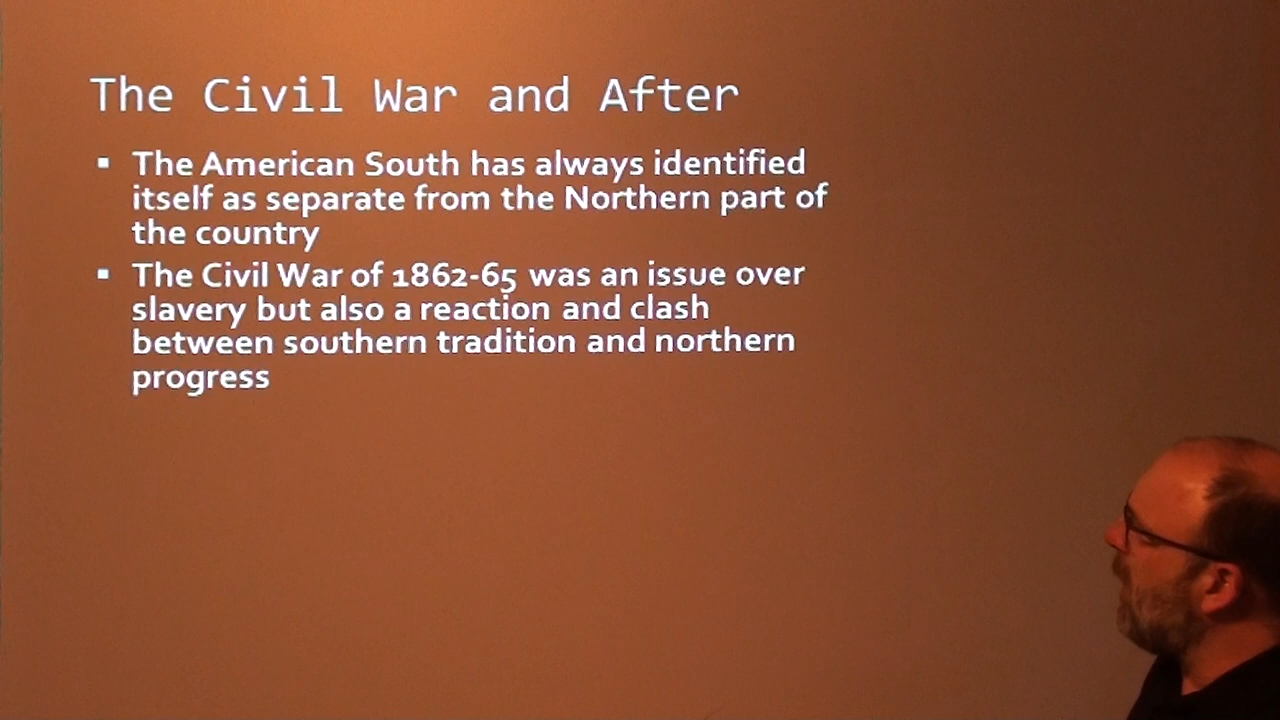 The Civil War and After
▪ The American South has always identified
itself as separate from the Northern part of
the country
▪ The Civil War of 1862-65 was an issue over
slavery but also a reaction and clash
between southern tradition and northern
progress